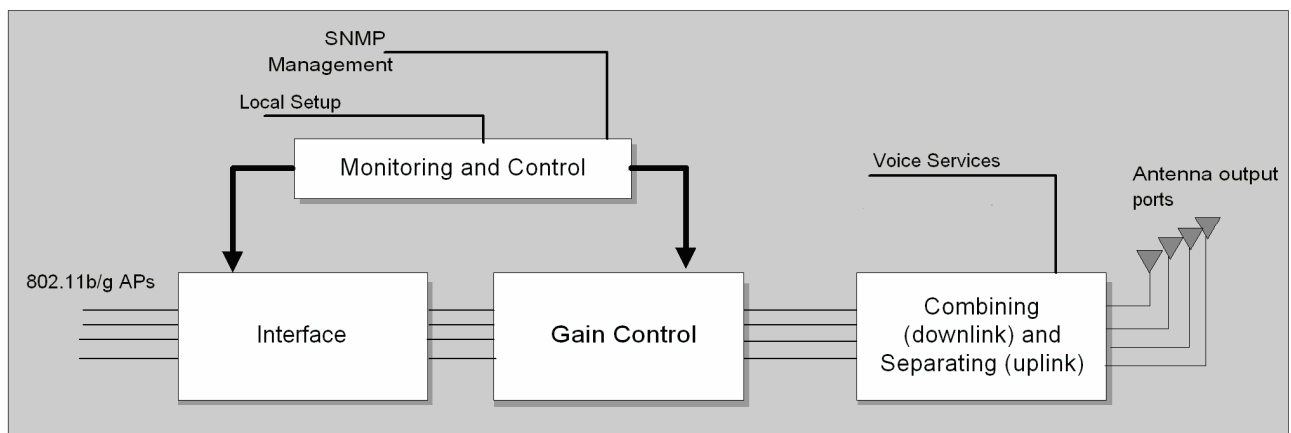 SNMP
Management
Local Setup
Monitoring and Control
Voice Services
Antenna output
ports
802.11b/g APs
Interface
Gain Control
Combining
(downlink) and
Separating (uplink)